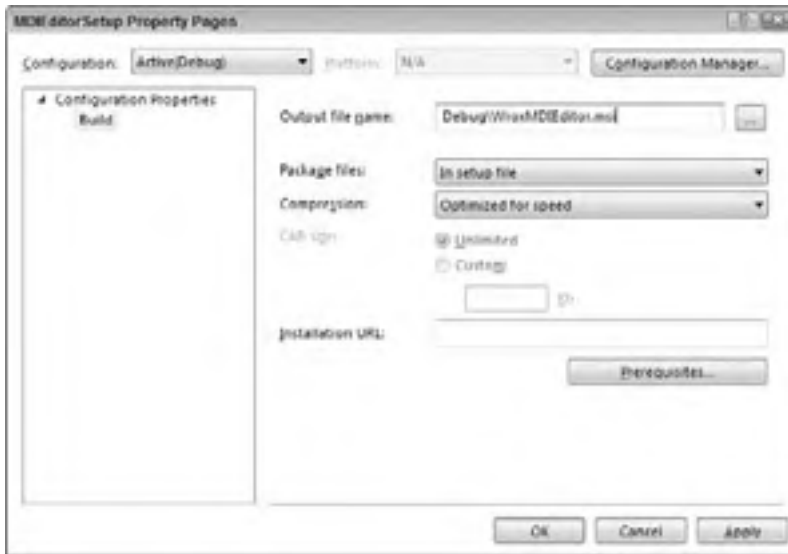 MDIEditorSetup Property Pages
Configuration: Active(Debug) Platform: N/A Configuration Manager...
Configuration Properties
Build
Output file name: Debug\WroxMDIEditor.msi ...
Package files: In setup file
Compression: Optimized for speed
CAB size: Unlimited
Custom
Kb
Installation URL:
Prerequisites...
OK Cancel Apply